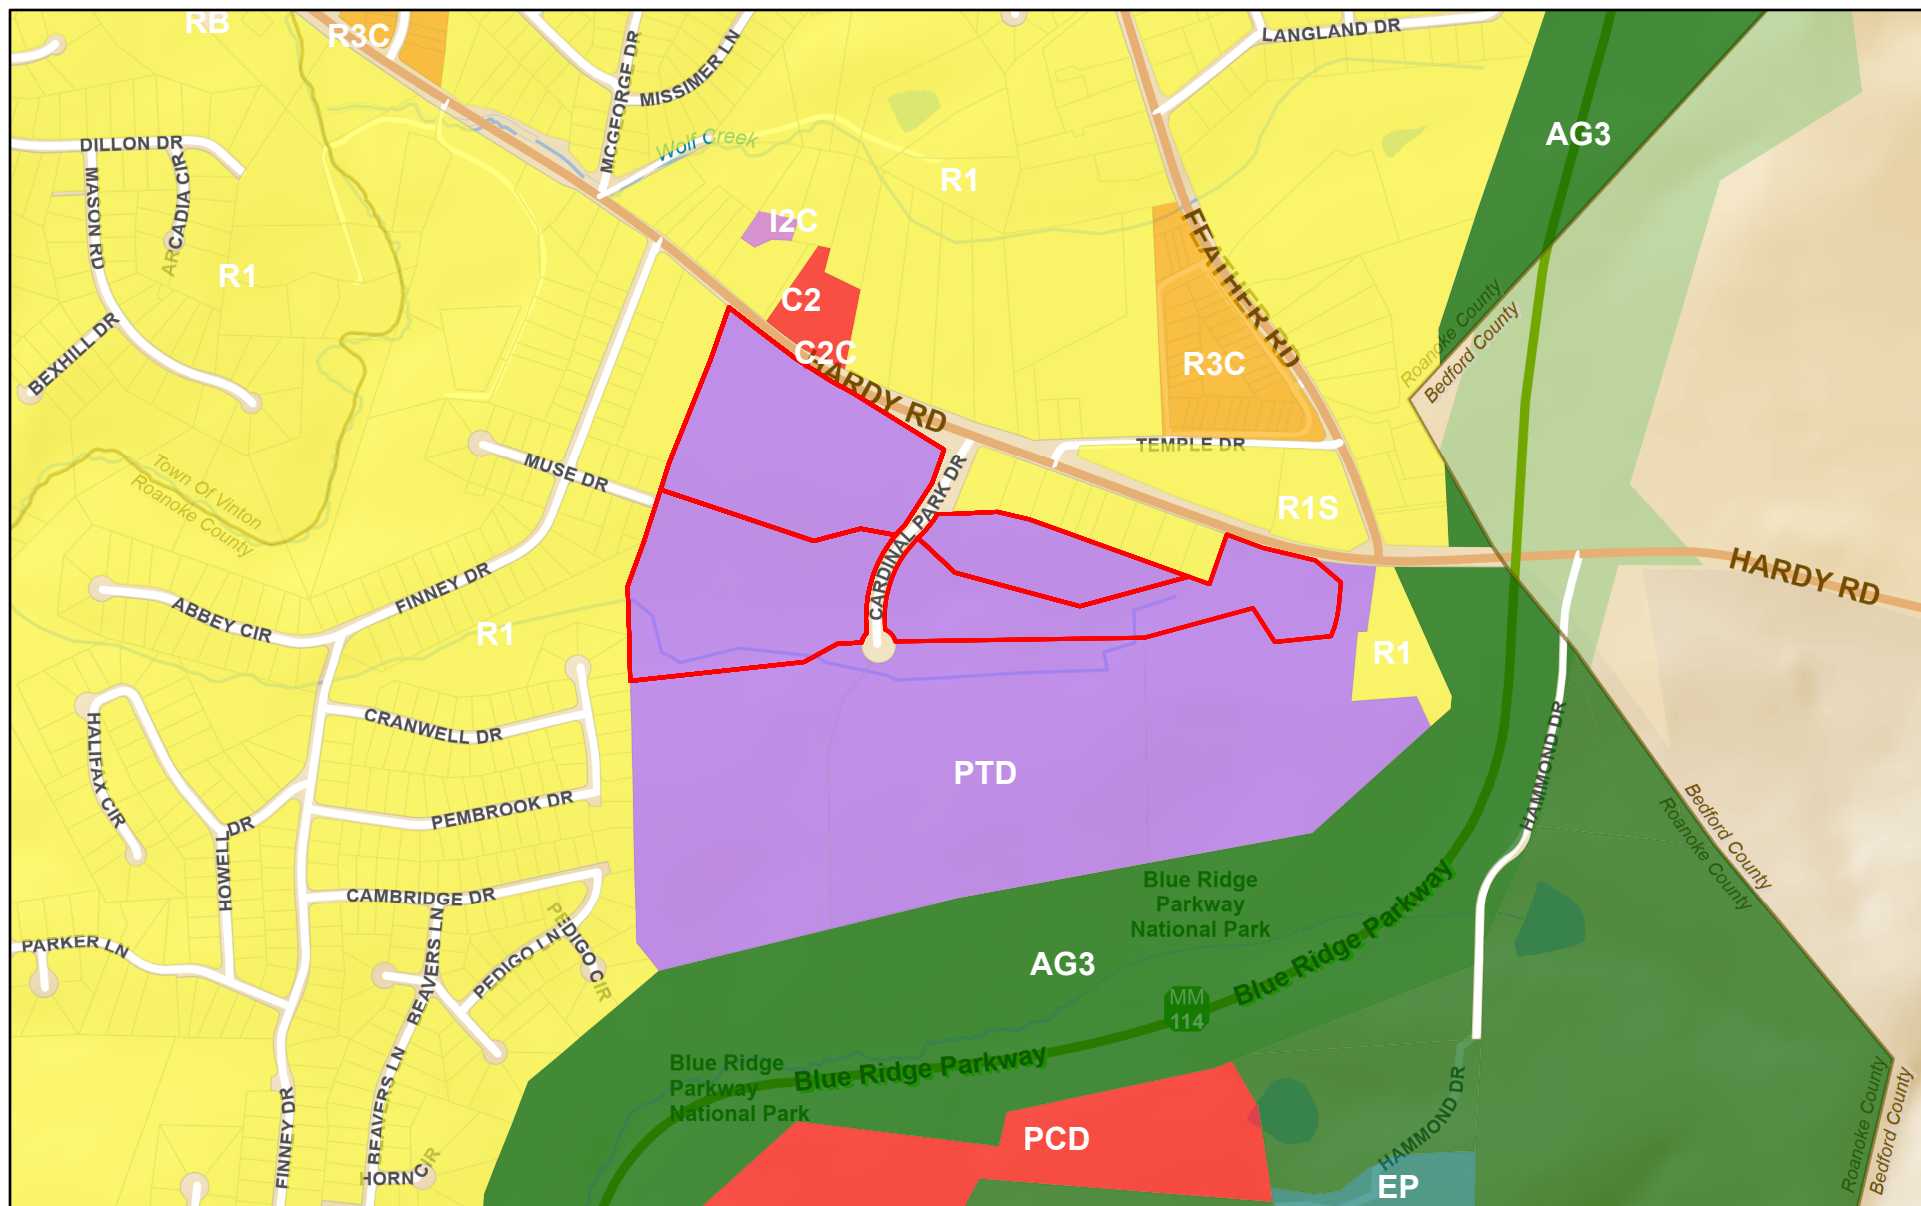 RB
R3C
LANGLAND DR
MCGEORGE DR
MISSIMER LN
AG3
DILLON DR
Wolf Creek
MASON RD
ARCADIA CIR
R1
I2C
R1
FEATHER RD
C2
Roanoke County
Bedford County
BEXHILL DR
C2C
HARDY RD
R3C
TEMPLE DR
MUSE DR
CARDINAL PARK DR
Town Of Vinton
Roanoke County
R1S
HARDY RD
FINNEY DR
ABBEY CIR
R1
R1
CRANWELL DR
HALIFAX CIR
HAMMOND DR
PTD
PEMBROOK DR
HOWELL DR
Bedford County
Roanoke County
CAMBRIDGE DR
Blue Ridge
Parkway
National Park
Blue Ridge Parkway
PARKER LN
BEAVERS LN
PEDIGO LN
PEDIGO CIR
AG3
MM
114
Blue Ridge
Parkway
National Park
Blue Ridge Parkway
BEAVERS LN
FINNEY DR
HAMMOND DR
PCD
HORN CIR
EP
Roanoke County
Bedford County